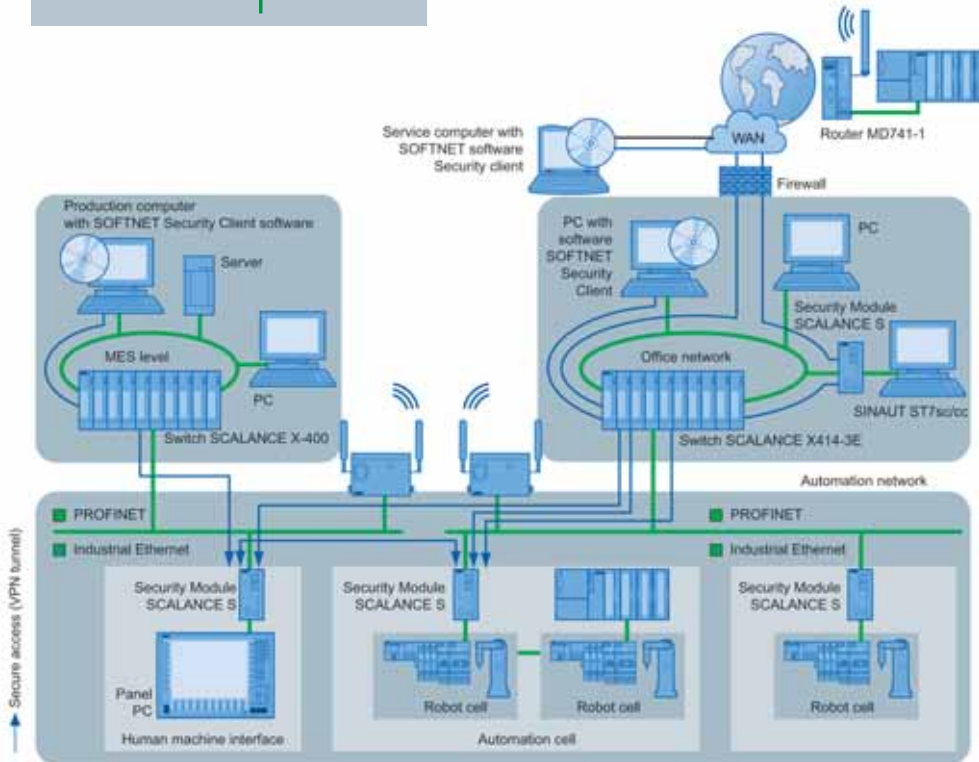 WAN
Router MD741-1
Service computer with
SOFTNET software
Security client
Firewall
Production computer
with SOFTNET Security Client software
Server
MES level
PC
Switch SCALANCE X-400
PC with
software
SOFTNET
Security
Client
PC
Security Module
SCALANCE S
Office network
SINAUT ST7sc/cc
Switch SCALANCE X414-3E
Automation network
PROFINET
PROFINET
Industrial Ethernet
Industrial Ethernet
Security Module
SCALANCE S
Security Module
SCALANCE S
Security Module
SCALANCE S
Panel
PC
Robot cell
Robot cell
Robot cell
Human machine interface
Automation cell
Secure access (VPN tunnel)